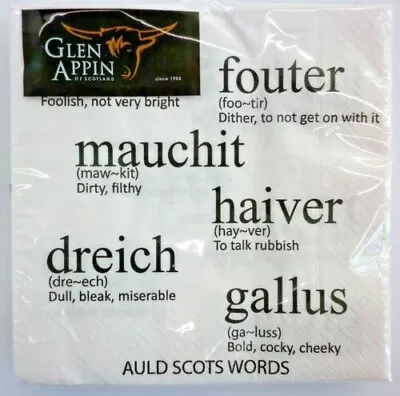 GLEN
APPIN
OF SCOTLAND
since 1985
Foolish, not very bright
fouter
(foo~tir)
Dither, to not get on with it
mauchit
(maw~kit)
Dirty, filthy
haiver
(hay~ver)
To talk rubbish
dreich
(dre~ech)
Dull, bleak, miserable
gallus
(ga~luss)
Bold, cocky, cheeky
AULD SCOTS WORDS